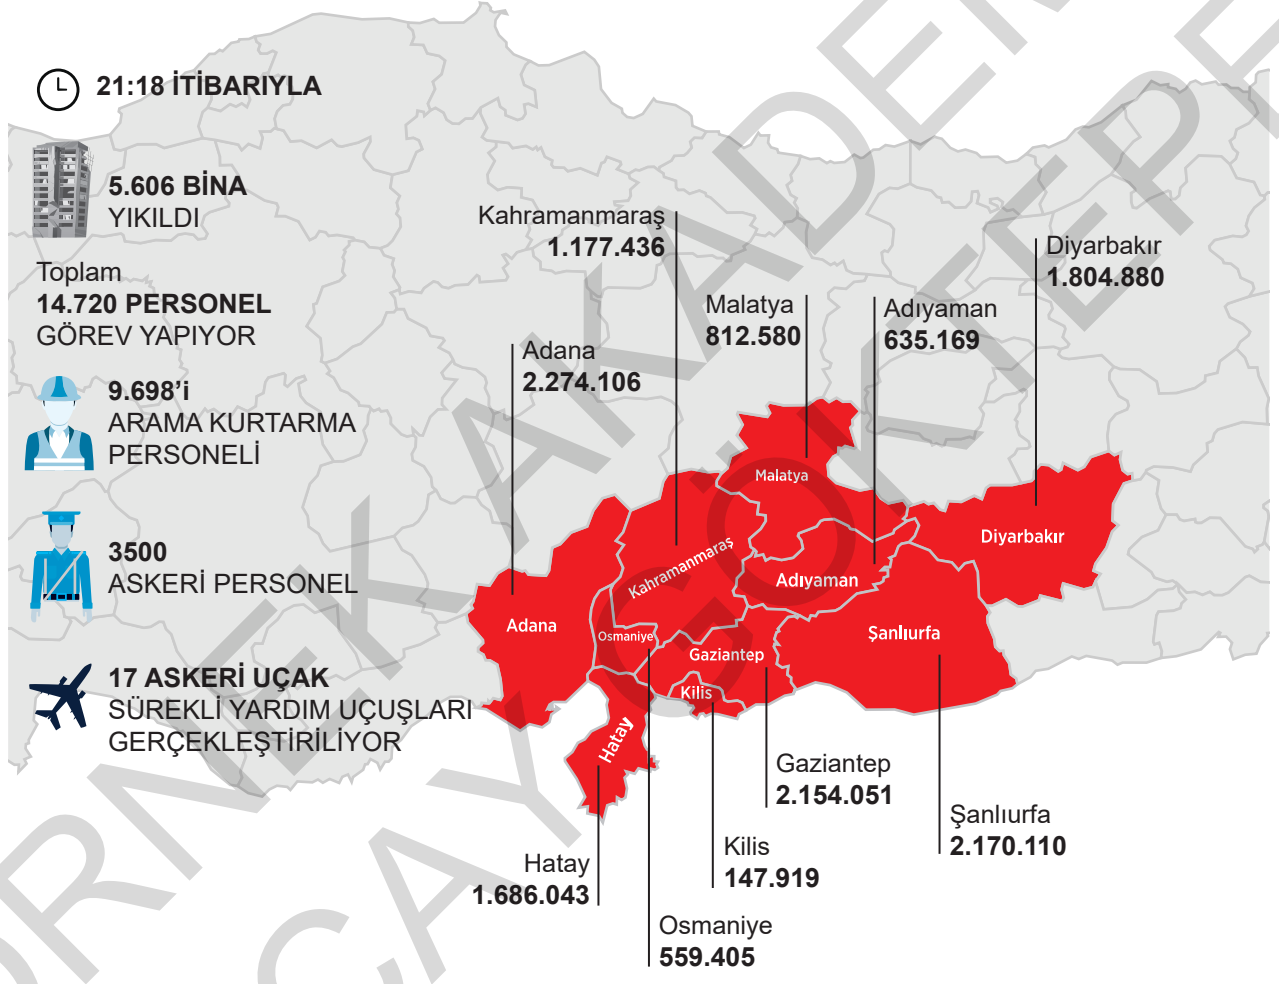 21:18 İTİBARIYLA
5.606 BİNA
YIKILDI
Toplam
14.720 PERSONEL
GÖREV YAPIYOR
9.698’i
ARAMA KURTARMA
PERSONELİ
3500
ASKERİ PERSONEL
17 ASKERİ UÇAK
SÜREKLİ YARDIM UÇUŞLARI
GERÇEKLEŞTİRİLİYOR
Kahramanmaraş
1.177.436
Diyarbakır
1.804.880
Malatya
812.580
Adıyaman
635.169
Adana
2.274.106
Malatya
Diyarbakır
Kahramanmaraş
Adıyaman
Adana
Osmaniye
Şanlıurfa
Gaziantep
Kilis
Hatay
Gaziantep
2.154.051
Şanlıurfa
2.170.110
Hatay
1.686.043
Kilis
147.919
Osmaniye
559.405